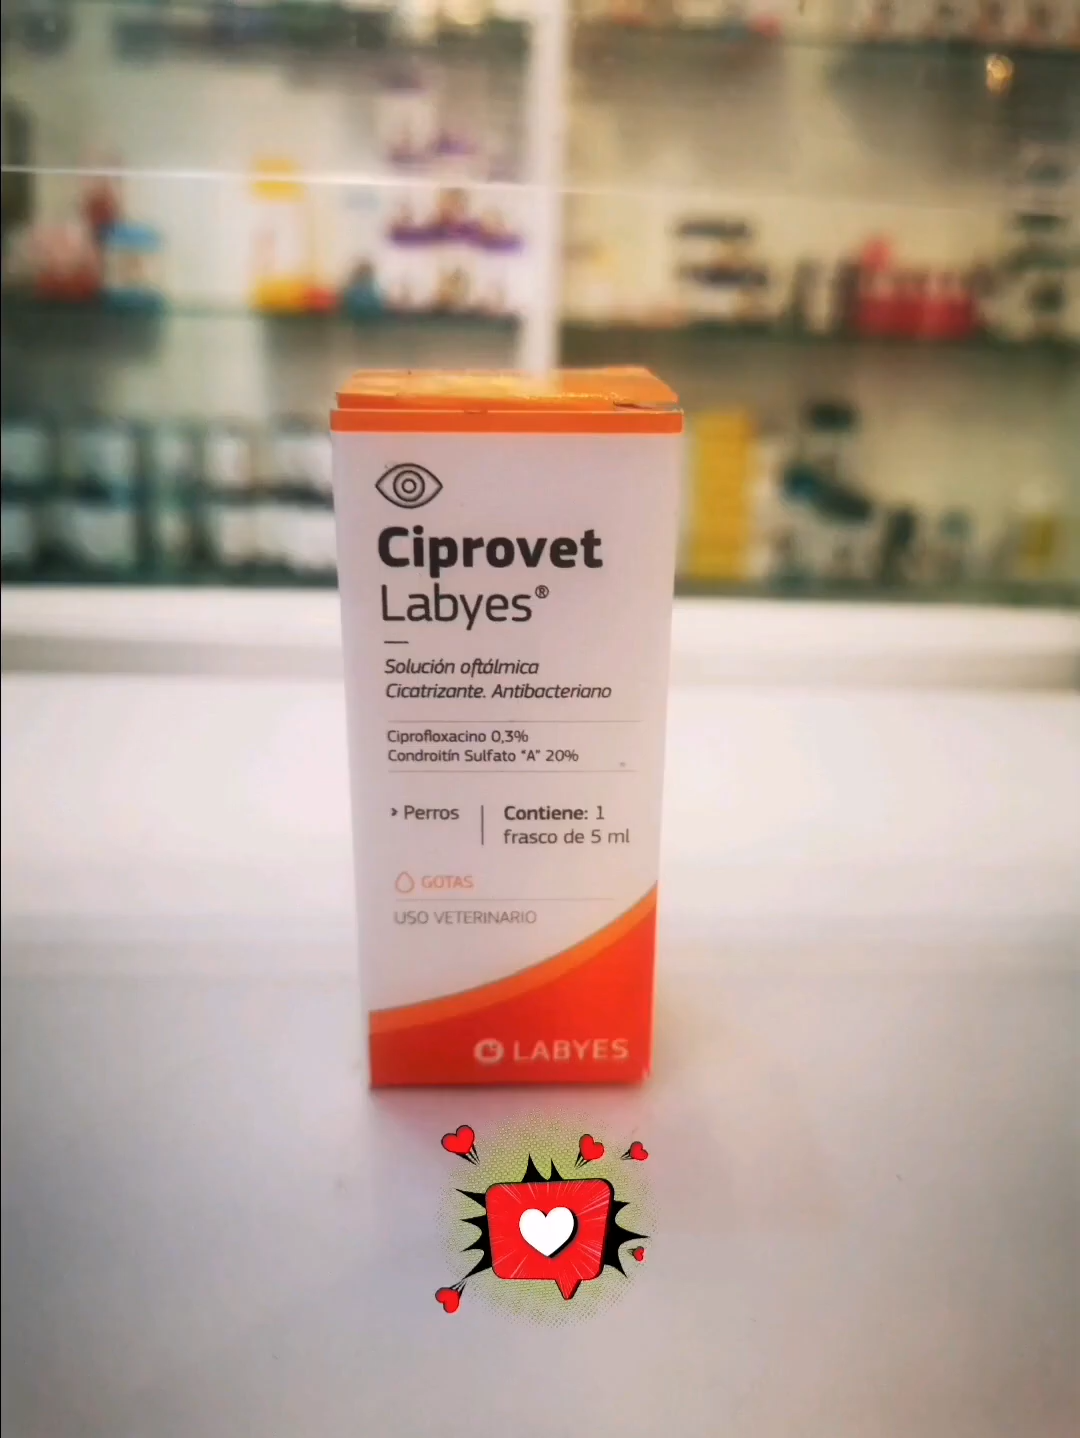 Ciprovet
Labyes®
Solución oftálmica
Cicatrizante. Antibacteriano
Ciprofloxacino 0,3%
Condroitín Sulfato "A" 20%
› Perros
Contiene: 1
frasco de 5 ml
GOTAS
USO VETERINARIO
LABYES